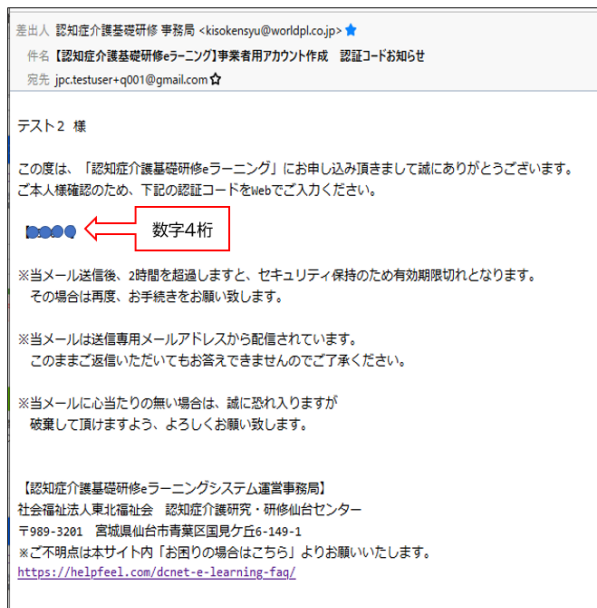 差出人 認知症介護基礎研修 事務局 <kisokensyu@worldpl.co.jp>
件名 【認知症介護基礎研修eラーニング】事業者用アカウント作成 認証コードお知らせ
宛先 jpc.testuser+q001@gmail.com
テスト2 様
この度は、「認知症介護基礎研修eラーニング」にお申し込み頂きまして誠にありがとうございます。
ご本人様確認のため、下記の認証コードをWebでご入力ください。
数字4桁
※当メール送信後、2時間を超過しますと、セキュリティ保持のため有効期限切れとなります。
その場合は再度、お手続きをお願い致します。
※当メールは送信専用メールアドレスから配信されています。
このままご返信いただいてもお答えできませんのでご了承ください。
※当メールに心当たりの無い場合は、誠に恐れ入りますが
破棄して頂けますよう、よろしくお願い致します。
【認知症介護基礎研修eラーニングシステム運営事務局】
社会福祉法人東北福祉会 認知症介護研究・研修仙台センター
〒989-3201 宮城県仙台市青葉区国見ケ丘6-149-1
※ご不明点は本サイト内「お困りの場合はこちら」よりお願いいたします。
https://helpfeel.com/dcnet-e-learning-faq/